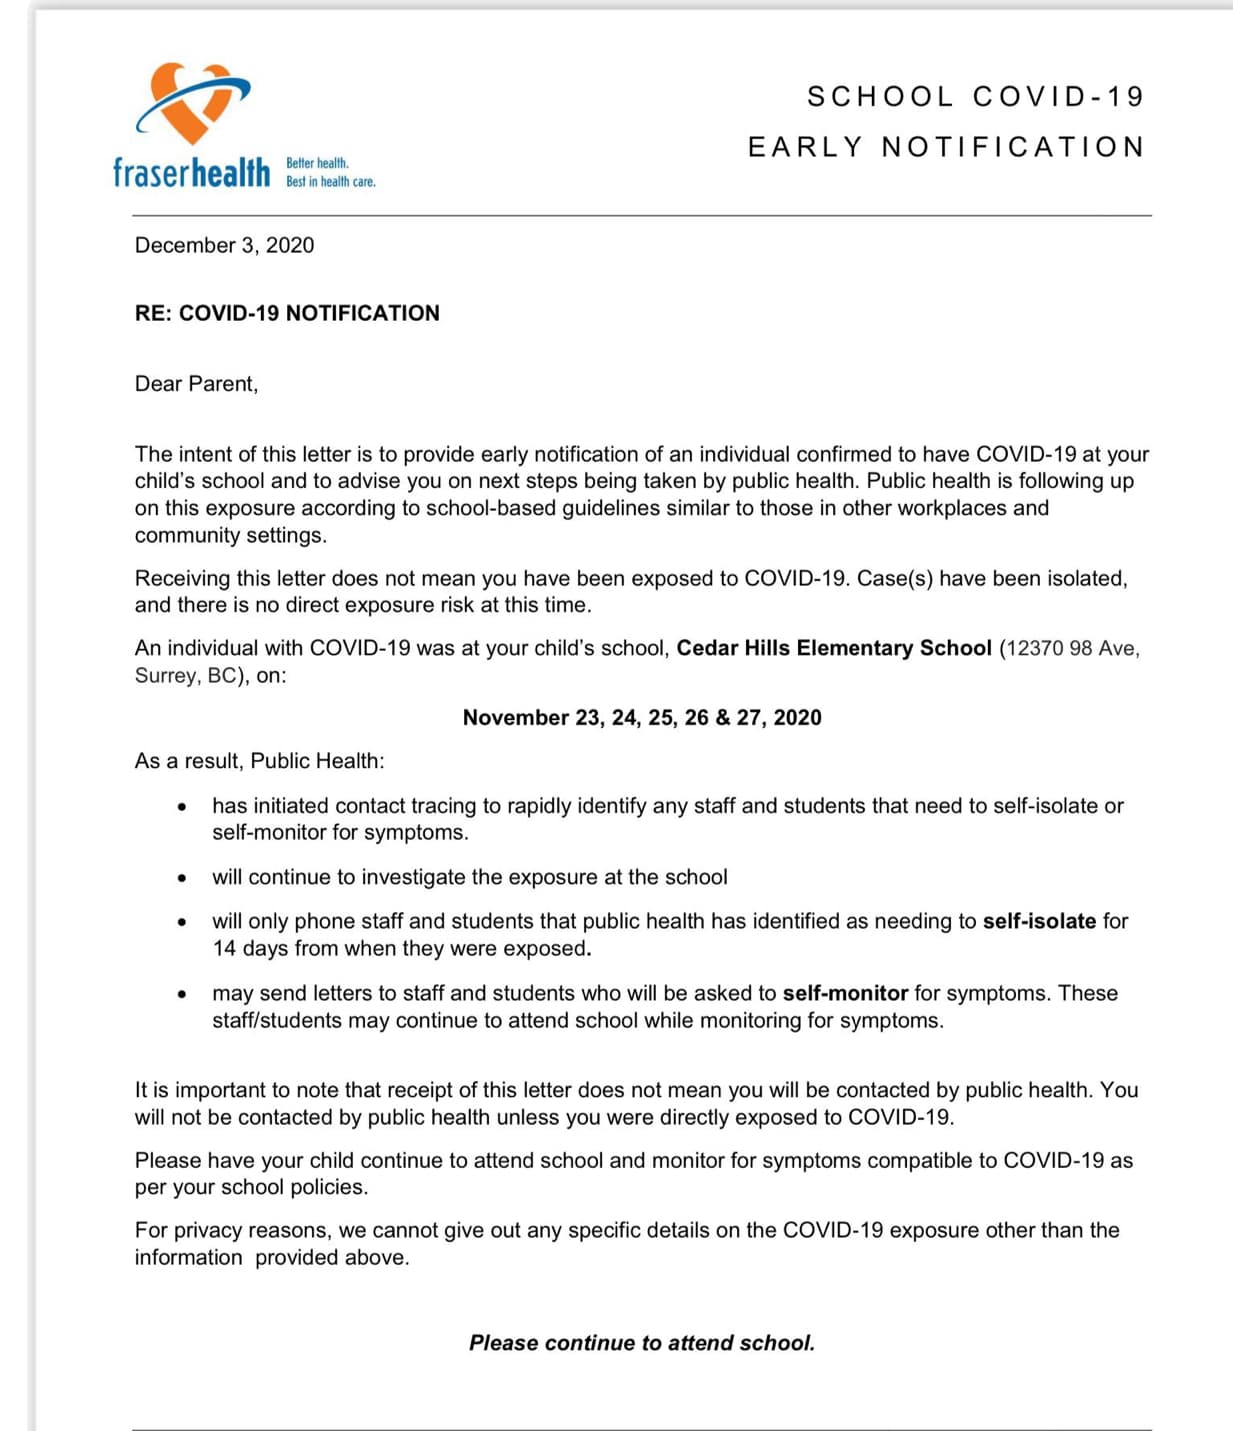 SCHOOL COVID-19
EARLY NOTIFICATION
fraserhealth
Better health.
Best in health care.
December 3, 2020
RE: COVID-19 NOTIFICATION
Dear Parent,
The intent of this letter is to provide early notification of an individual confirmed to have COVID-19 at your
child's school and to advise you on next steps being taken by public health. Public health is following up
on this exposure according to school-based guidelines similar to those in other workplaces and
community settings.
Receiving this letter does not mean you have been exposed to COVID-19. Case(s) have been isolated,
and there is no direct exposure risk at this time.
An individual with COVID-19 was at your child's school, Cedar Hills Elementary School (12370 98 Ave,
Surrey, BC), on:
November 23, 24, 25, 26 & 27, 2020
As a result, Public Health:
• has initiated contact tracing to rapidly identify any staff and students that need to self-isolate or
self-monitor for symptoms.
• will continue to investigate the exposure at the school
• will only phone staff and students that public health has identified as needing to self-isolate for
14 days from when they were exposed.
• may send letters to staff and students who will be asked to self-monitor for symptoms. These
staff/students may continue to attend school while monitoring for symptoms.
It is important to note that receipt of this letter does not mean you will be contacted by public health. You
will not be contacted by public health unless you were directly exposed to COVID-19.
Please have your child continue to attend school and monitor for symptoms compatible to COVID-19 as
per your school policies.
For privacy reasons, we cannot give out any specific details on the COVID-19 exposure other than the
information  provided above.
Please continue to attend school.